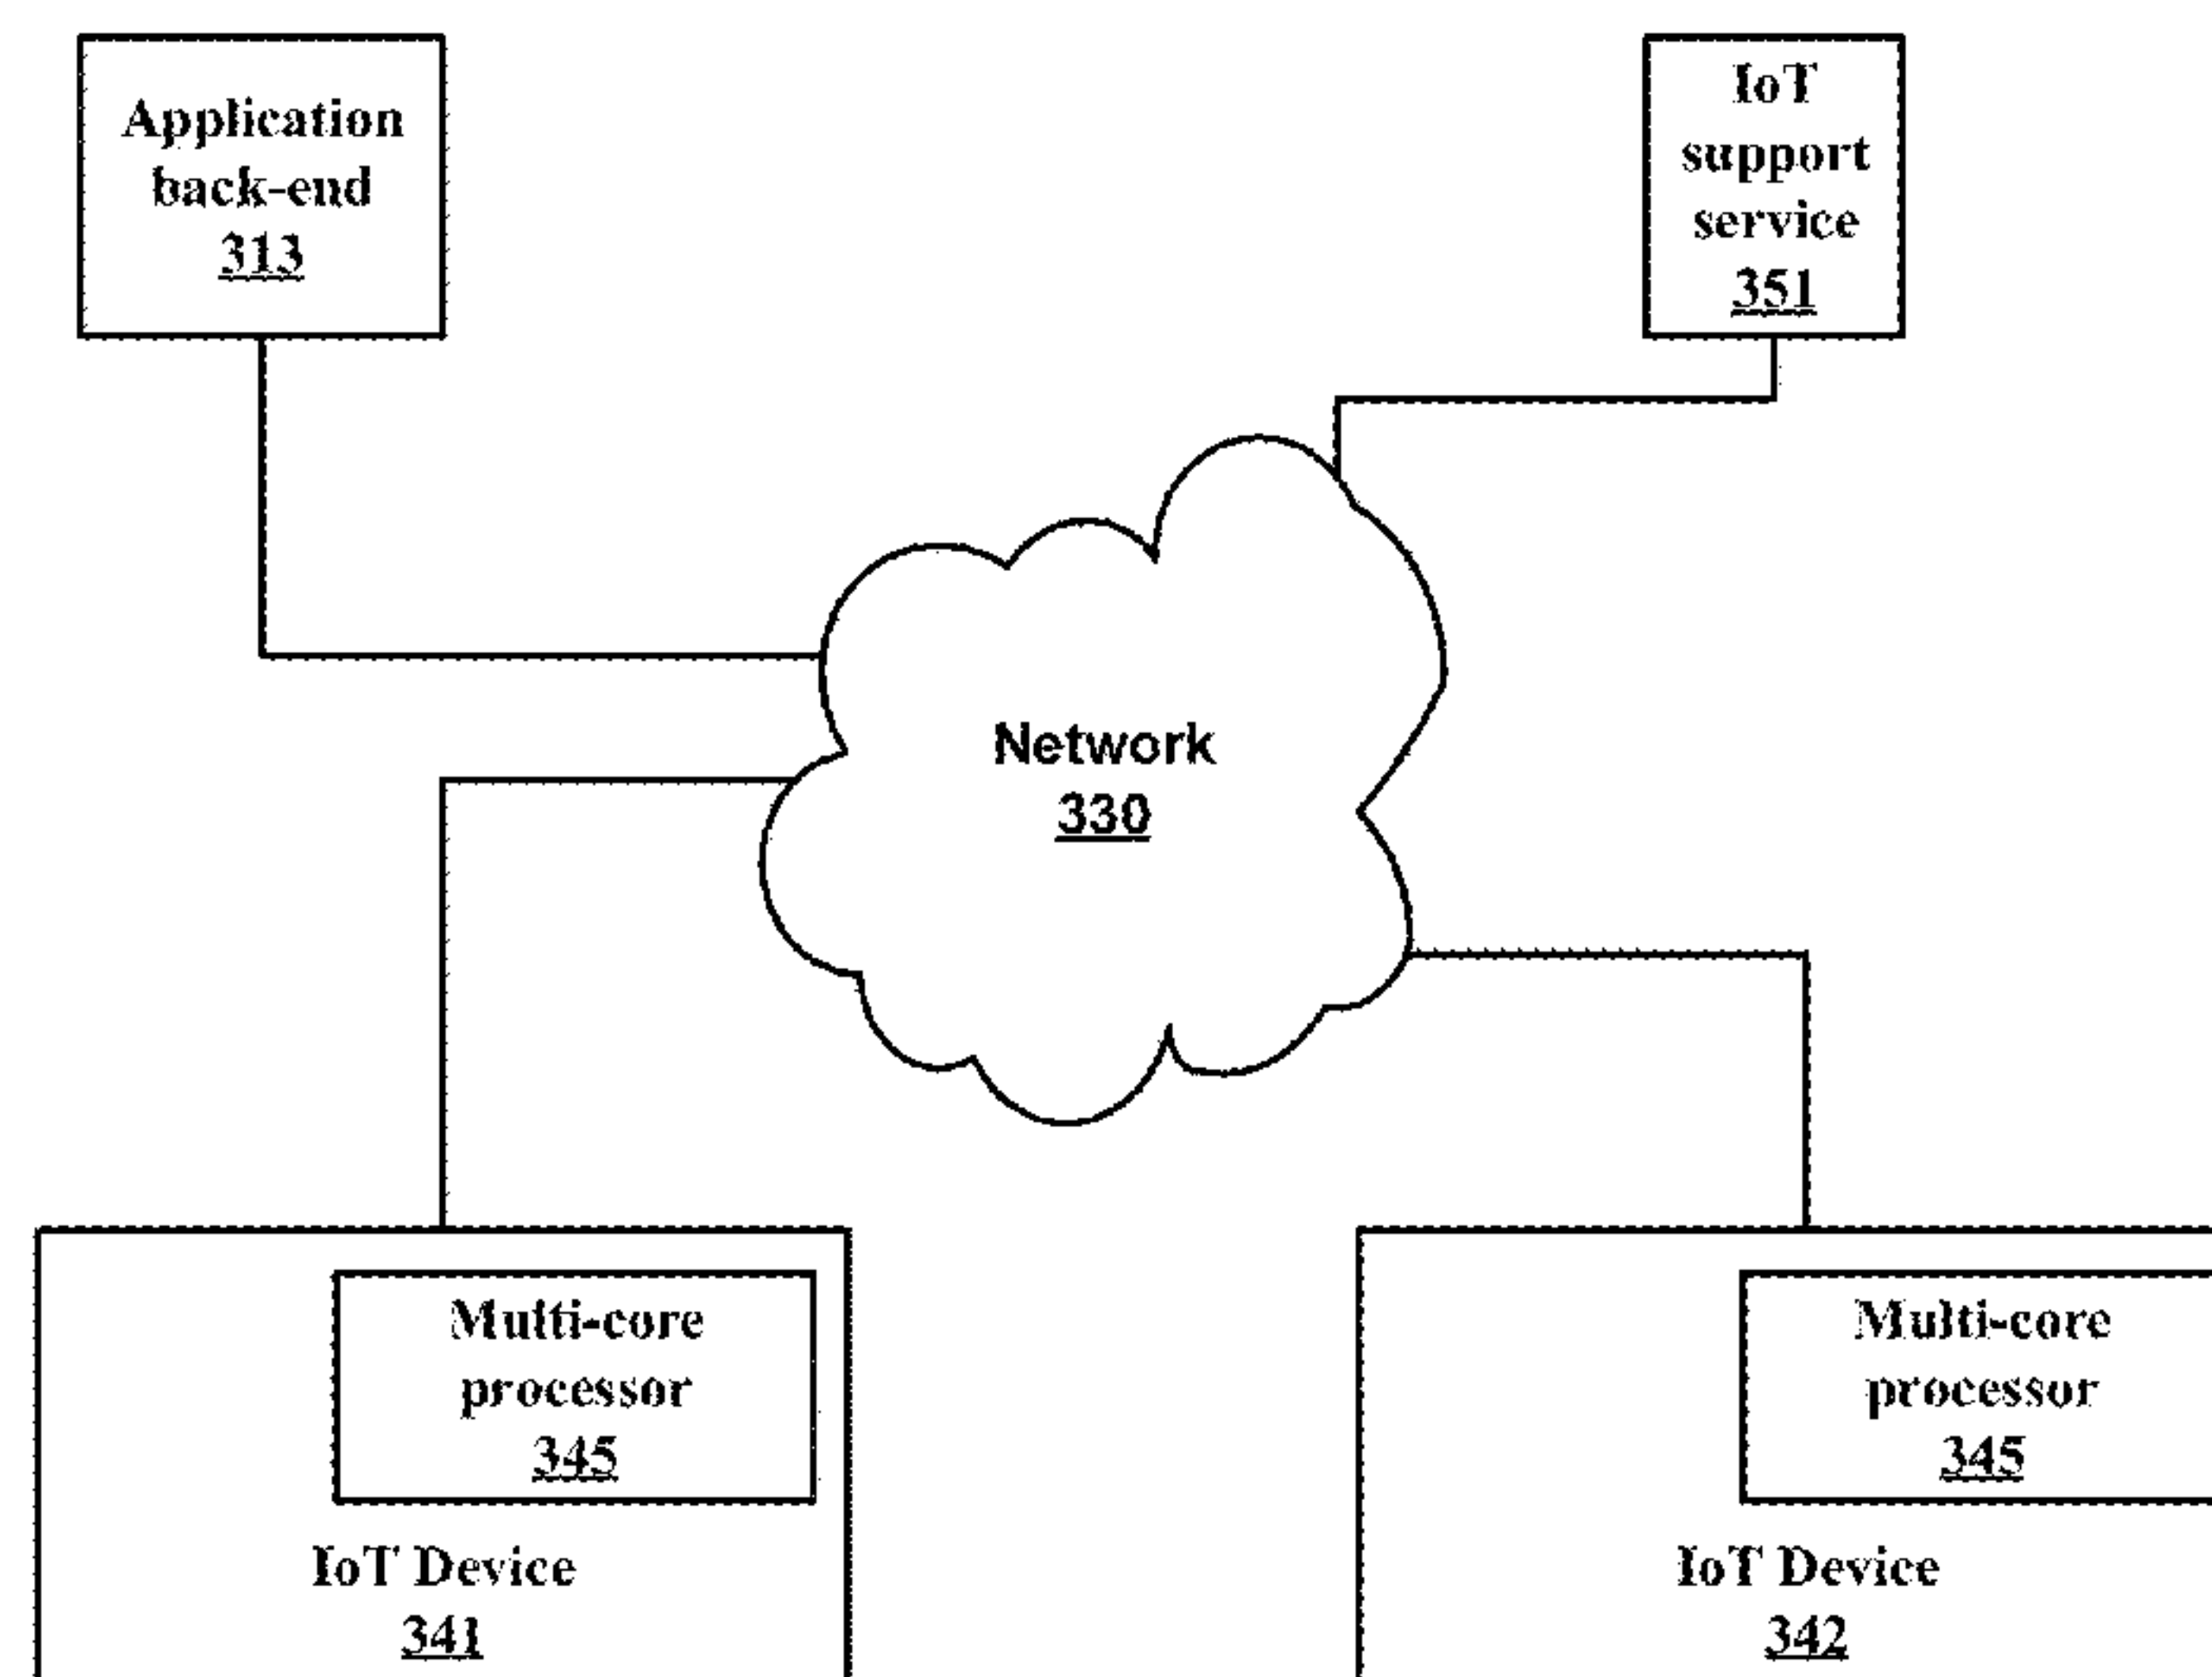 Application
back-end
313
IoT
support
service
351
Network
330
Multi-core
processor
345
IoT Device
341
Multi-core
processor
345
IoT Device
342